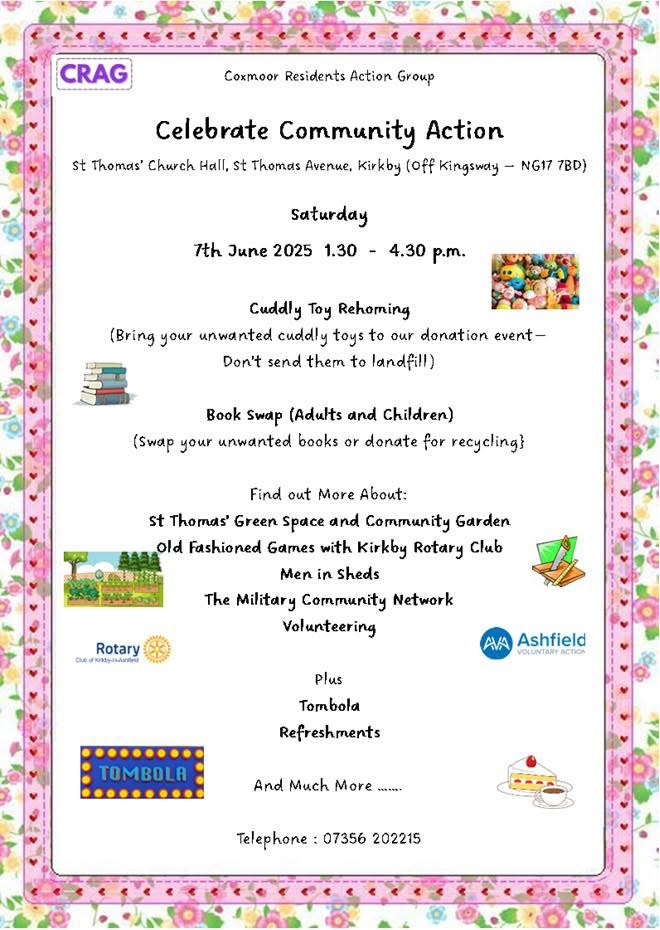 CRAG
Coxmoor Residents Action Group
Celebrate Community Action
St Thomas' Church Hall, St Thomas Avenue, Kirkby (Off Kingsway – NG17 7BD)
Saturday
7th June 2025 1.30 - 4.30 p.m.
Cuddly Toy Rehoming
(Bring your unwanted cuddly toys to our donation event–
Don't send them to landfill)
Book Swap (Adults and Children)
(Swap your unwanted books or donate for recycling}
Find out More About:
St Thomas' Green Space and Community Garden
Old Fashioned Games with Kirkby Rotary Club
Men in Sheds
The Military Community Network
Volunteering
Rotary
Club of Kirkby-in-Ashfield
AVA Ashfield
VOLUNTARY ACTION
Plus
Tombola
Refreshments
TOMBOLA
And Much More .......
Telephone : 07356 202215